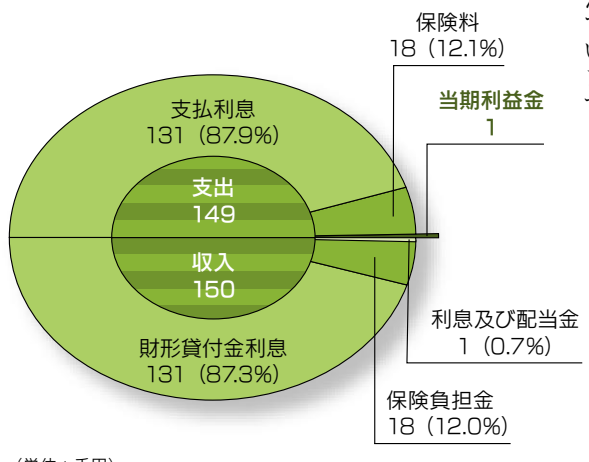 保険料
18（12.1%）
当期利益金
1
支払利息
131（87.9%）
支出
149
収入
150
財形貸付金利息
131（87.3%）
利息及び配当金
1（0.7%）
保険負担金
18（12.0%）